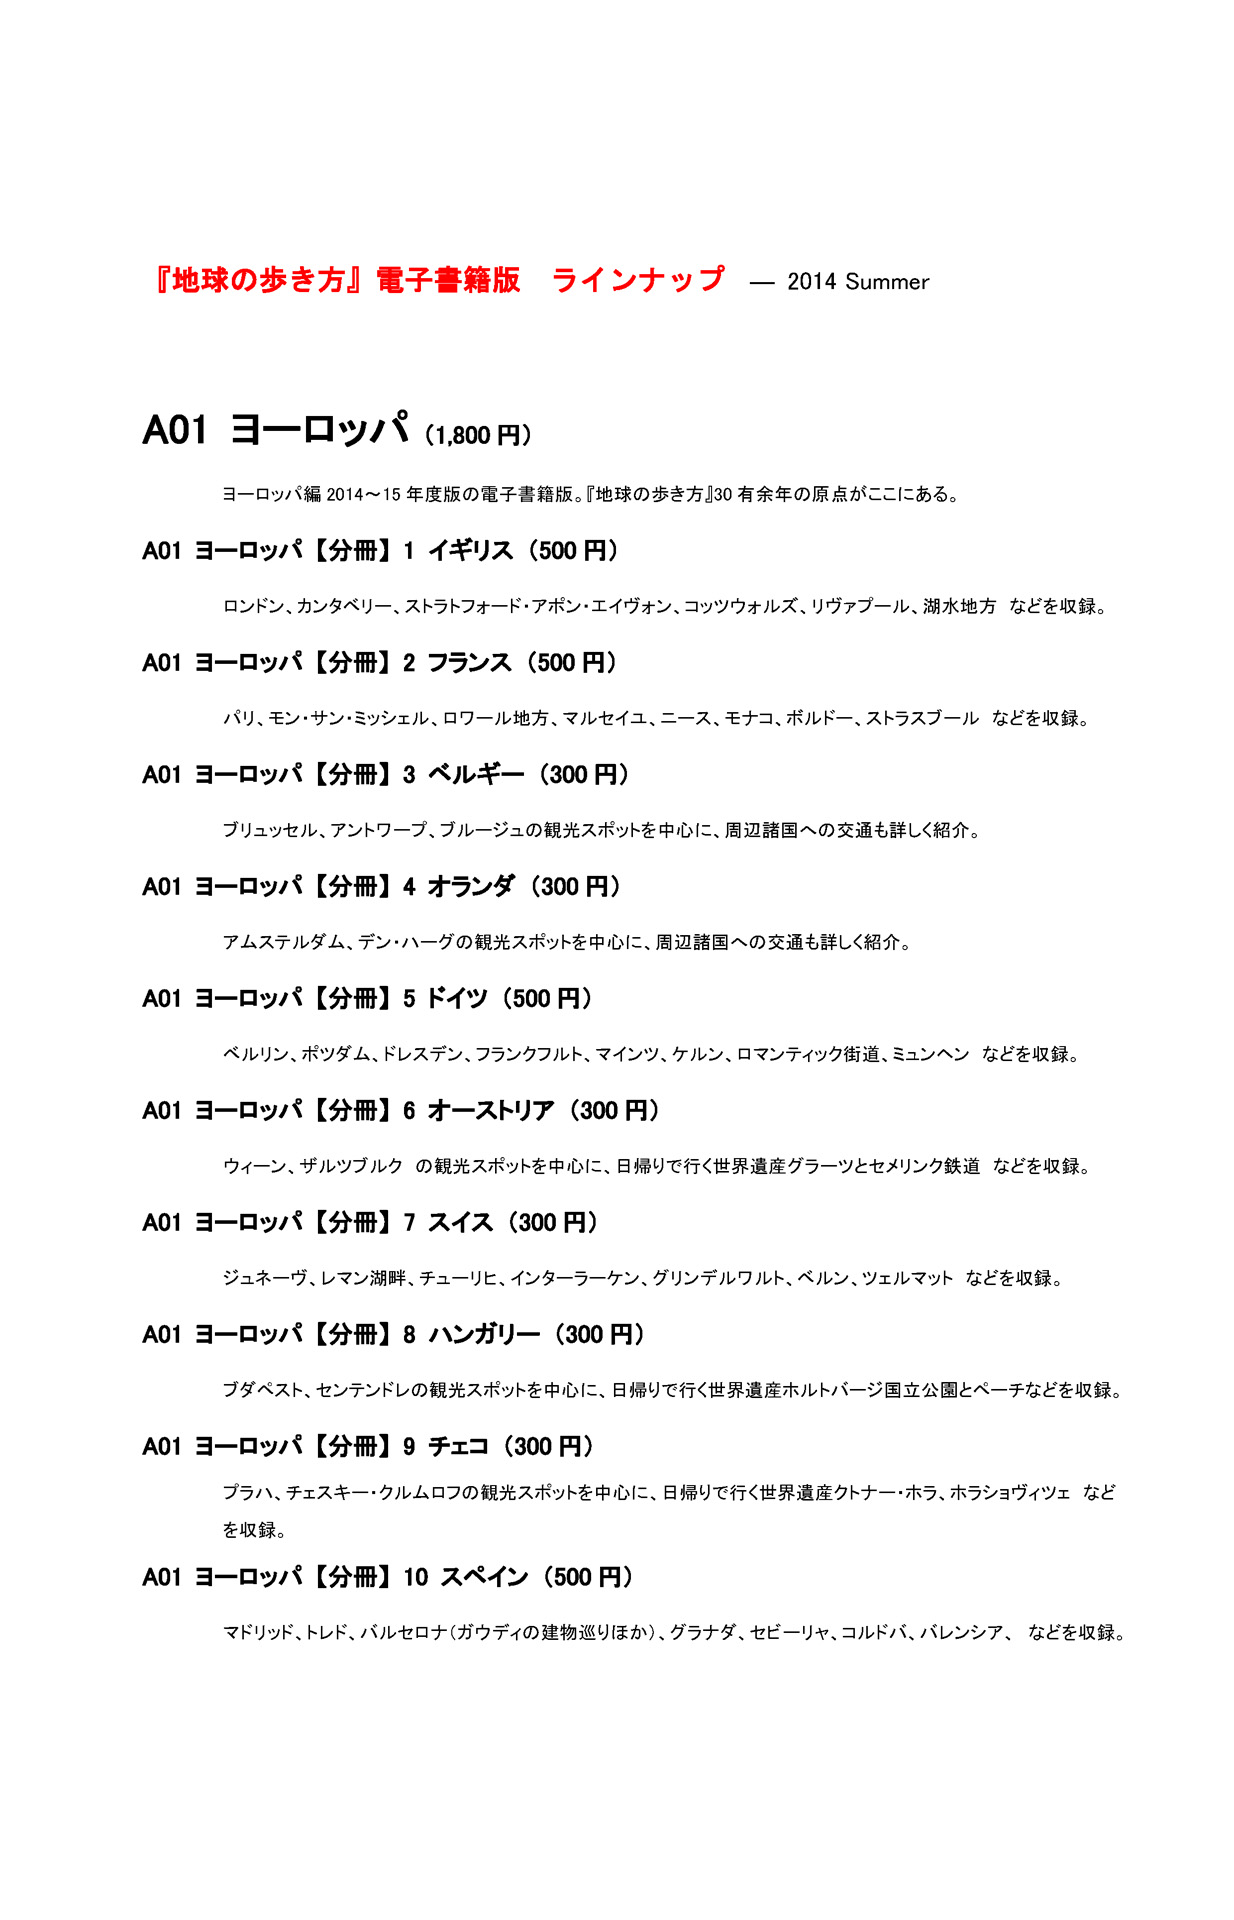 『地球の歩き方』電子書籍版　ラインナップ　— 2014 Summer
A01 ヨーロッパ（1,800 円）
ヨーロッパ編 2014～15 年度版の電子書籍版。『地球の歩き方』30 有余年の原点がここにある。
A01 ヨーロッパ【分冊】1 イギリス（500 円）
ロンドン、カンタベリー、ストラトフォード・アポン・エイヴォン、コッツウォルズ、リヴァプール、湖水地方 などを収録。
A01 ヨーロッパ【分冊】2 フランス（500 円）
パリ、モン・サン・ミッシェル、ロワール地方、マルセイユ、ニース、モナコ、ボルドー、ストラスブール などを収録。
A01 ヨーロッパ【分冊】3 ベルギー（300 円）
ブリュッセル、アントワープ、ブルージュの観光スポットを中心に、周辺諸国への交通も詳しく紹介。
A01 ヨーロッパ【分冊】4 オランダ（300 円）
アムステルダム、デン・ハーグの観光スポットを中心に、周辺諸国への交通も詳しく紹介。
A01 ヨーロッパ【分冊】5 ドイツ（500 円）
ベルリン、ポツダム、ドレスデン、フランクフルト、マインツ、ケルン、ロマンティック街道、ミュンヘン などを収録。
A01 ヨーロッパ【分冊】6 オーストリア（300 円）
ウィーン、ザルツブルク の観光スポットを中心に、日帰りで行く世界遺産グラーツとセメリンク鉄道 などを収録。
A01 ヨーロッパ【分冊】7 スイス（300 円）
ジュネーヴ、レマン湖畔、チューリヒ、インターラーケン、グリンデルワルト、ベルン、ツェルマット などを収録。
A01 ヨーロッパ【分冊】8 ハンガリー（300 円）
ブダペスト、センテンドレの観光スポットを中心に、日帰りで行く世界遺産ホルトバージ国立公園とペーチなどを収録。
A01 ヨーロッパ【分冊】9 チェコ（300 円）
プラハ、チェスキー・クルムロフの観光スポットを中心に、日帰りで行く世界遺産クトナー・ホラ、ホラショヴィツェ など
を収録。
A01 ヨーロッパ【分冊】10 スペイン（500 円）
マドリッド、トレド、バルセロナ（ガウディの建物巡りほか）、グラナダ、セビーリャ、コルドバ、バレンシア、 などを収録。